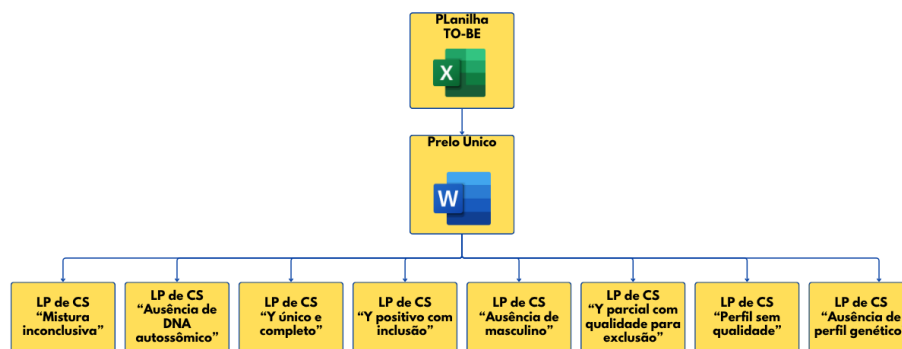 PLanilha
TO-BE
X
Prelo Unico
W
LP de CS
“Mistura
inconclusiva”
LP de CS
“Ausência de
DNA
autossômico”
LP de CS
“Y único e
completo”
LP de CS
“Y positivo com
inclusão”
LP de CS
“Ausência de
masculino”
LP de CS
“Y parcial com
qualidade para
exclusão”
LP de CS
“Perfil sem
qualidade”
LP de CS
“Ausência de
perfil genético